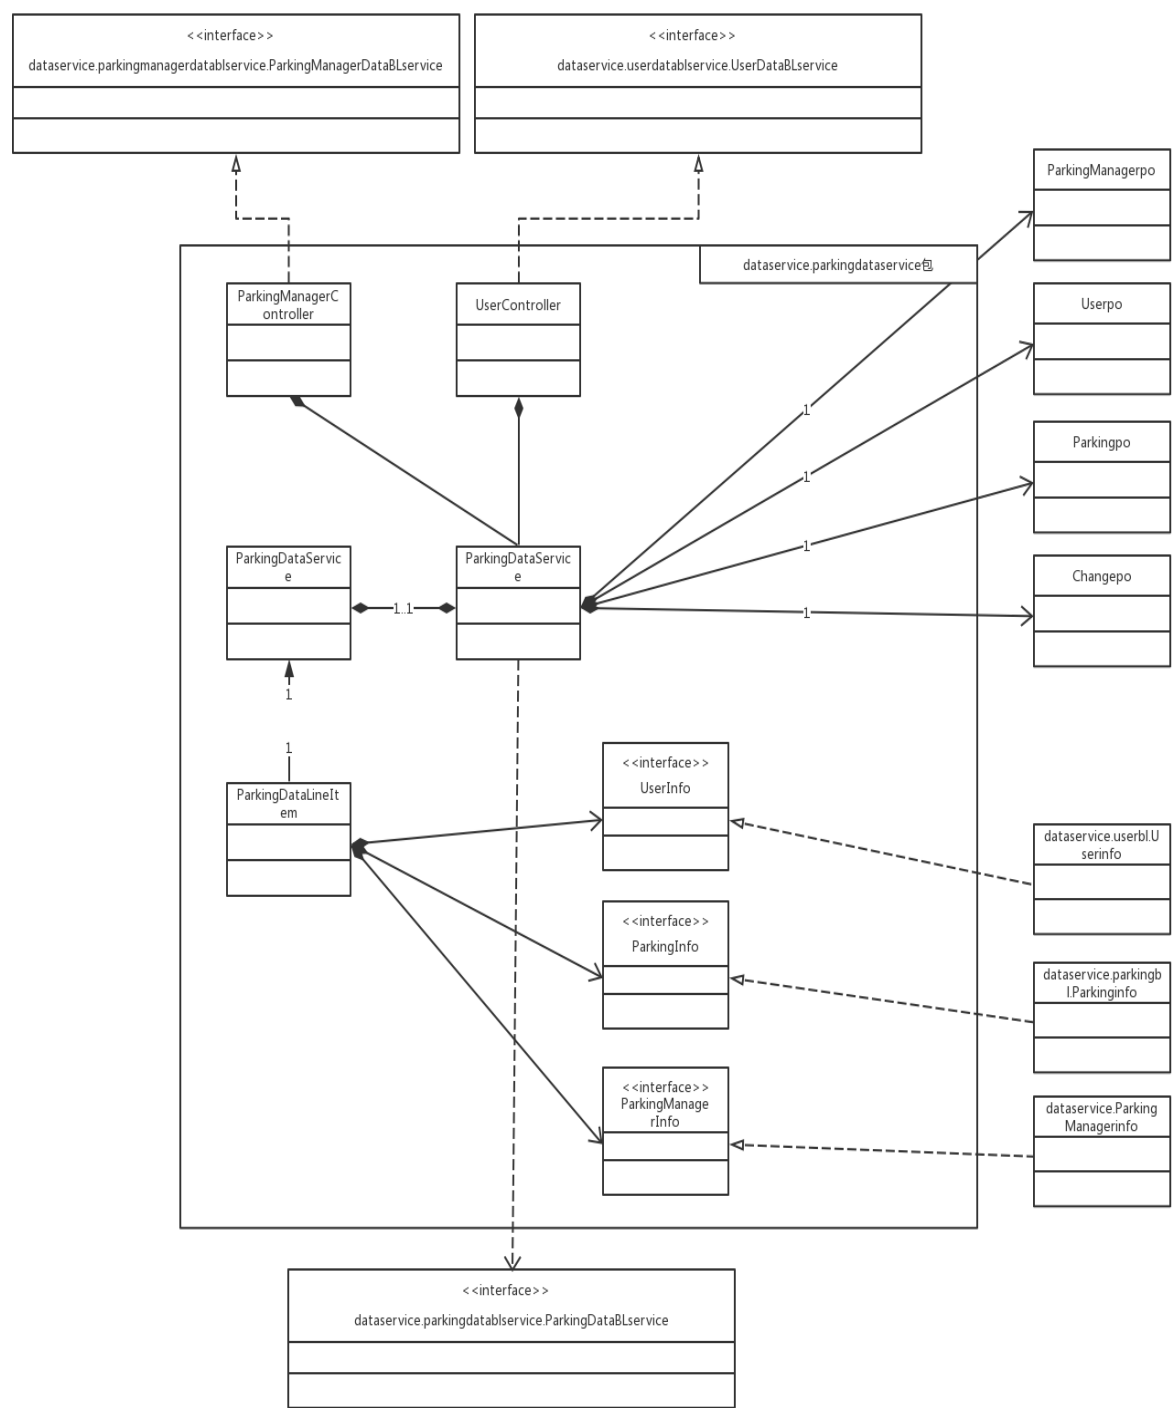 <<interface>>
dataservice.parkingmanagerdatablservice.ParkingManagerDataBLservice
<<interface>>
dataservice.userdatablservice.UserDataBLservice
ParkingManagerpo
dataservice.parkingdataservice包
ParkingManagerC
ontroller
UserController
Userpo
1
Parkingpo
1
1
ParkingDataServic
e
ParkingDataServic
e
Changepo
1..1
1
1
1
ParkingDataLineIt
em
<<interface>>
UserInfo
dataservice.userbl.U
serinfo
<<interface>>
ParkingInfo
dataservice.parkingb
l.Parkinginfo
<<interface>>
ParkingManage
rInfo
dataservice.Parking
Managerinfo
<<interface>>
dataservice.parkingdatablservice.ParkingDataBLservice